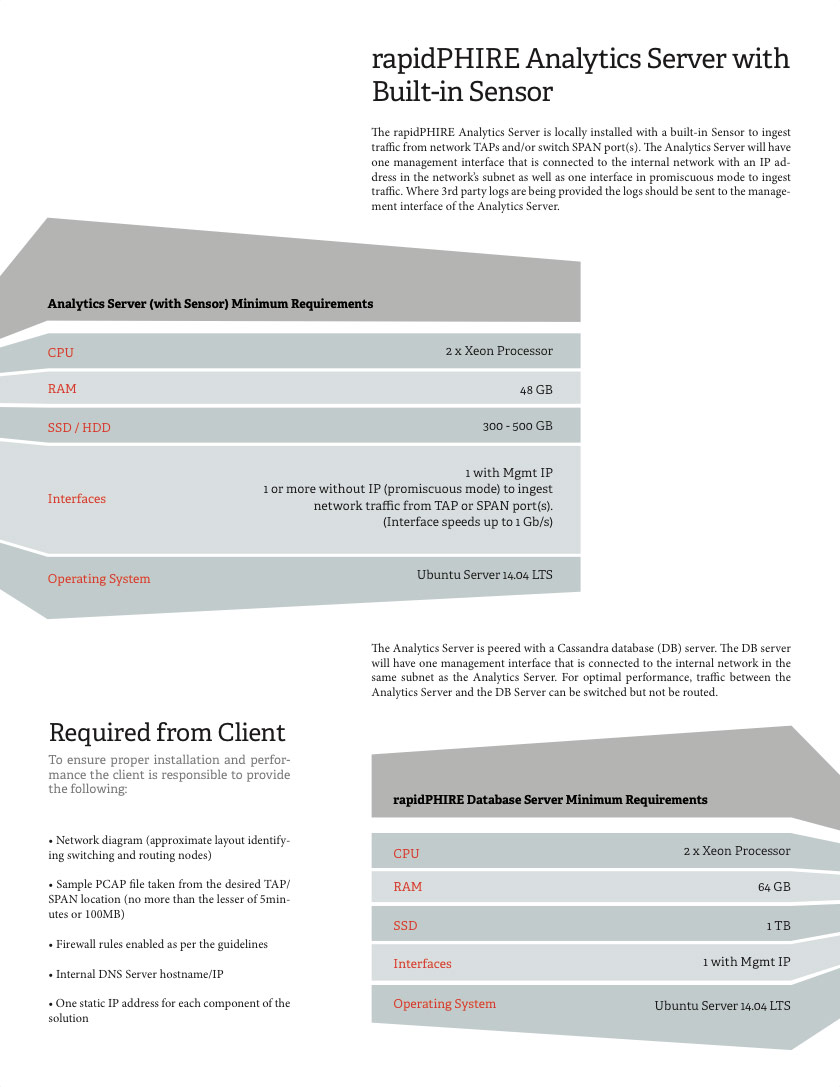 rapidPHIRE Analytics Server with
Built-in Sensor
The rapidPHIRE Analytics Server is locally installed with a built-in Sensor to ingest
traffic from network TAPs and/or switch SPAN port(s). The Analytics Server will have
one management interface that is connected to the internal network with an IP ad-
dress in the network's subnet as well as one interface in promiscuous mode to ingest
traffic. Where 3rd party logs are being provided the logs should be sent to the manage-
ment interface of the Analytics Server.
Analytics Server (with Sensor) Minimum Requirements
CPU 2 x Xeon Processor
RAM 48 GB
SSD / HDD 300 - 500 GB
Interfaces
1 with Mgmt IP
1 or more without IP (promiscuous mode) to ingest
network traffic from TAP or SPAN port(s).
(Interface speeds up to 1 Gb/s)
Operating System Ubuntu Server 14.04 LTS
The Analytics Server is peered with a Cassandra database (DB) server. The DB server
will have one management interface that is connected to the internal network in the
same subnet as the Analytics Server. For optimal performance, traffic between the
Analytics Server and the DB Server can be switched but not be routed.
Required from Client
To ensure proper installation and perfor-
mance the client is responsible to provide
the following:
• Network diagram (approximate layout identify-
ing switching and routing nodes)
• Sample PCAP file taken from the desired TAP/
SPAN location (no more than the lesser of 5min-
utes or 100MB)
• Firewall rules enabled as per the guidelines
• Internal DNS Server hostname/IP
• One static IP address for each component of the
solution
rapidPHIRE Database Server Minimum Requirements
CPU 2 x Xeon Processor
RAM 64 GB
SSD 1 TB
Interfaces 1 with Mgmt IP
Operating System Ubuntu Server 14.04 LTS